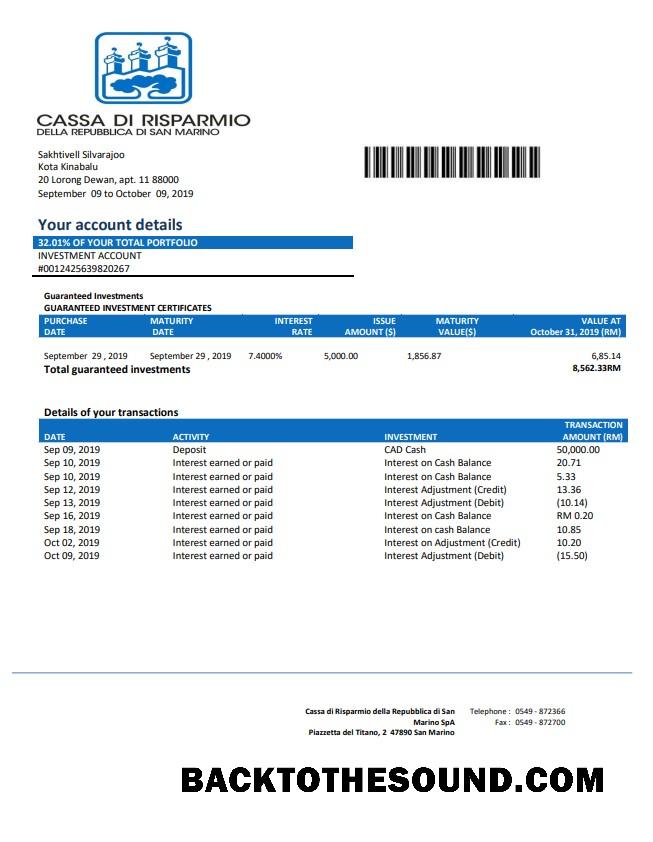 CASSA DI RISPARMIO
DELLA REPUBBLICA DI SAN MARINO
Sakhtivell Silvarajoo
Kota Kinabalu
20 Lorong Dewan, apt. 11 88000
September 09 to October 09, 2019
Your account details
32.01% OF YOUR TOTAL PORTFOLIO
INVESTMENT ACCOUNT
#0012425639820267
Guaranteed Investments
GUARANTEED INVESTMENT CERTIFICATES
PURCHASE MATURITY INTEREST ISSUE MATURITY VALUE AT
DATE DATE RATE AMOUNT ($) VALUE($) October 31, 2019 (RM)
September 29 , 2019 September 29 , 2019 7.4000% 5,000.00 1,856.87 6,85.14
Total guaranteed investments 8,562.33RM
Details of your transactions
TRANSACTION
DATE ACTIVITY INVESTMENT AMOUNT (RM)
Sep 09, 2019 Deposit CAD Cash 50,000.00
Sep 10, 2019 Interest earned or paid Interest on Cash Balance 20.71
Sep 10, 2019 Interest earned or paid Interest on Cash Balance 5.33
Sep 12, 2019 Interest earned or paid Interest Adjustment (Credit) 13.36
Sep 13, 2019 Interest earned or paid Interest Adjustment (Debit) (10.14)
Sep 16, 2019 Interest earned or paid Interest on Cash Balance RM 0.20
Sep 18, 2019 Interest earned or paid Interest on cash Balance 10.85
Oct 02, 2019 Interest earned or paid Interest on Adjustment (Credit) 10.20
Oct 09, 2019 Interest earned or paid Interest Adjustment (Debit) (15.50)
Cassa di Risparmio della Repubblica di San Telephone : 0549 - 872366
Marino SpA Fax : 0549 - 872700
Piazzetta del Titano, 2 47890 San Marino
BACKTOTHESOUND.COM